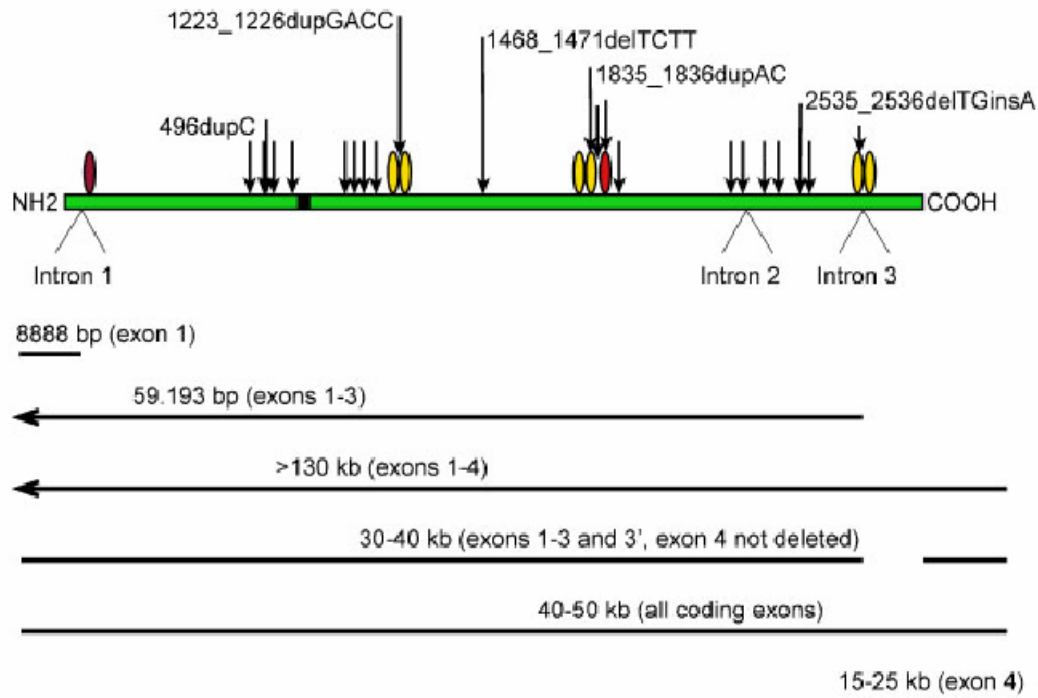 1223_1226dupGACC
1468_1471delTCTT
1835_1836dupAC
2535_2536delTGinsA
496dupC
NH2
COOH
Intron 1
Intron 2
Intron 3
8888 bp (exon 1)
59.193 bp (exons 1-3)
>130 kb (exons 1-4)
30-40 kb (exons 1-3 and 3', exon 4 not deleted)
40-50 kb (all coding exons)
15-25 kb (exon 4)